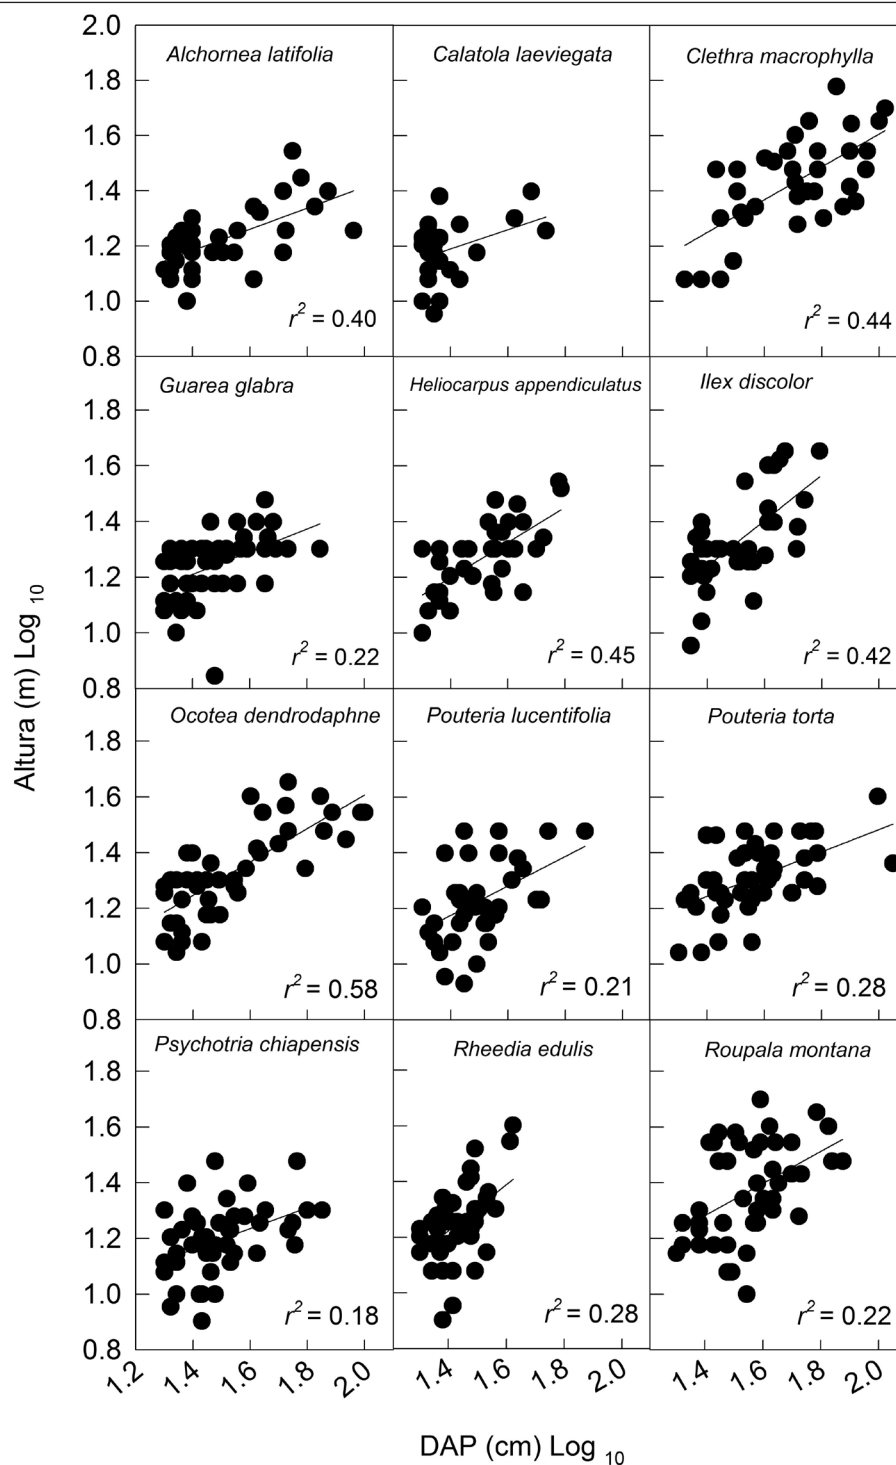 2.0
Alchornea latifolia
Calatola laeviegata
Clethra macrophylla
1.8
1.6
1.4
1.2
1.0
r² = 0.40
r² = 0.44
0.8
Guarea glabra
Heliocarpus appendiculatus
Ilex discolor
1.8
1.6
1.4
1.2
1.0
r² = 0.22
r² = 0.45
r² = 0.42
0.8
Altura (m) Log 10
Ocotea dendrodaphne
Pouteria lucentifolia
Pouteria torta
1.8
1.6
1.4
1.2
1.0
r² = 0.58
r² = 0.21
r² = 0.28
0.8
Psychotria chiapensis
Rheedia edulis
Roupala montana
1.8
1.6
1.4
1.2
1.0
r² = 0.18
r² = 0.28
r² = 0.22
0.8
1.2 1.4 1.6 1.8 2.0 1.4 1.6 1.8 2.0 1.4 1.6 1.8 2.0
DAP (cm) Log 10